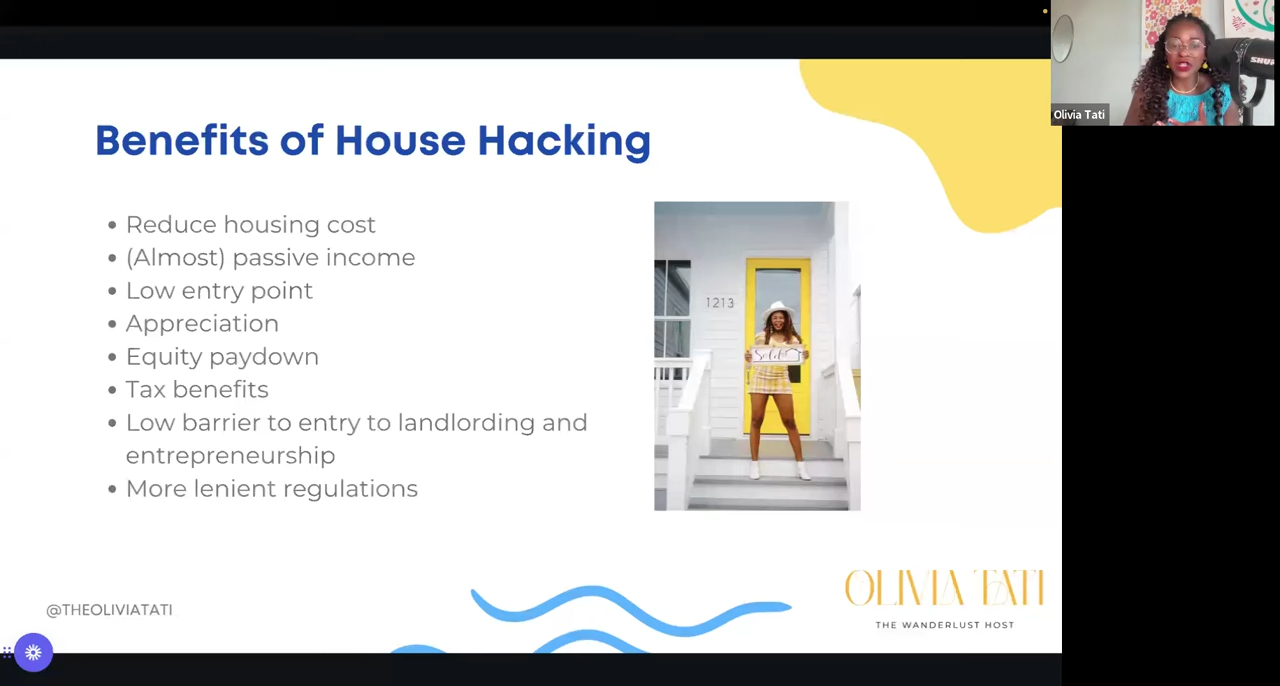 Benefits of House Hacking
Reduce housing cost
(Almost) passive income
Low entry point
Appreciation
Equity paydown
Tax benefits
Low barrier to entry to landlording and
entrepreneurship
More lenient regulations
1213
Sold
@THEOLIVIATATI
OLIVIA TATI
THE WANDERLUST HOST
Olivia Tati
SHURE